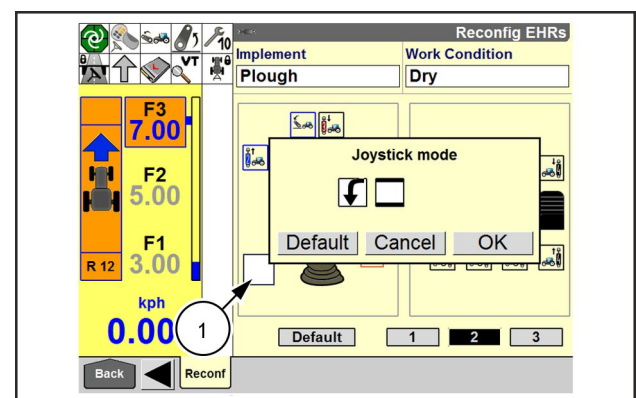 Reconfig EHRs
10
VT
Implement
Work Condition
Plough
Dry
F3
7.00
F2
5.00
F1
R 12
3.00
kph
0.00
Joystick mode
Default
Cancel
OK
1
Default
1
2
3
Back
Reconf